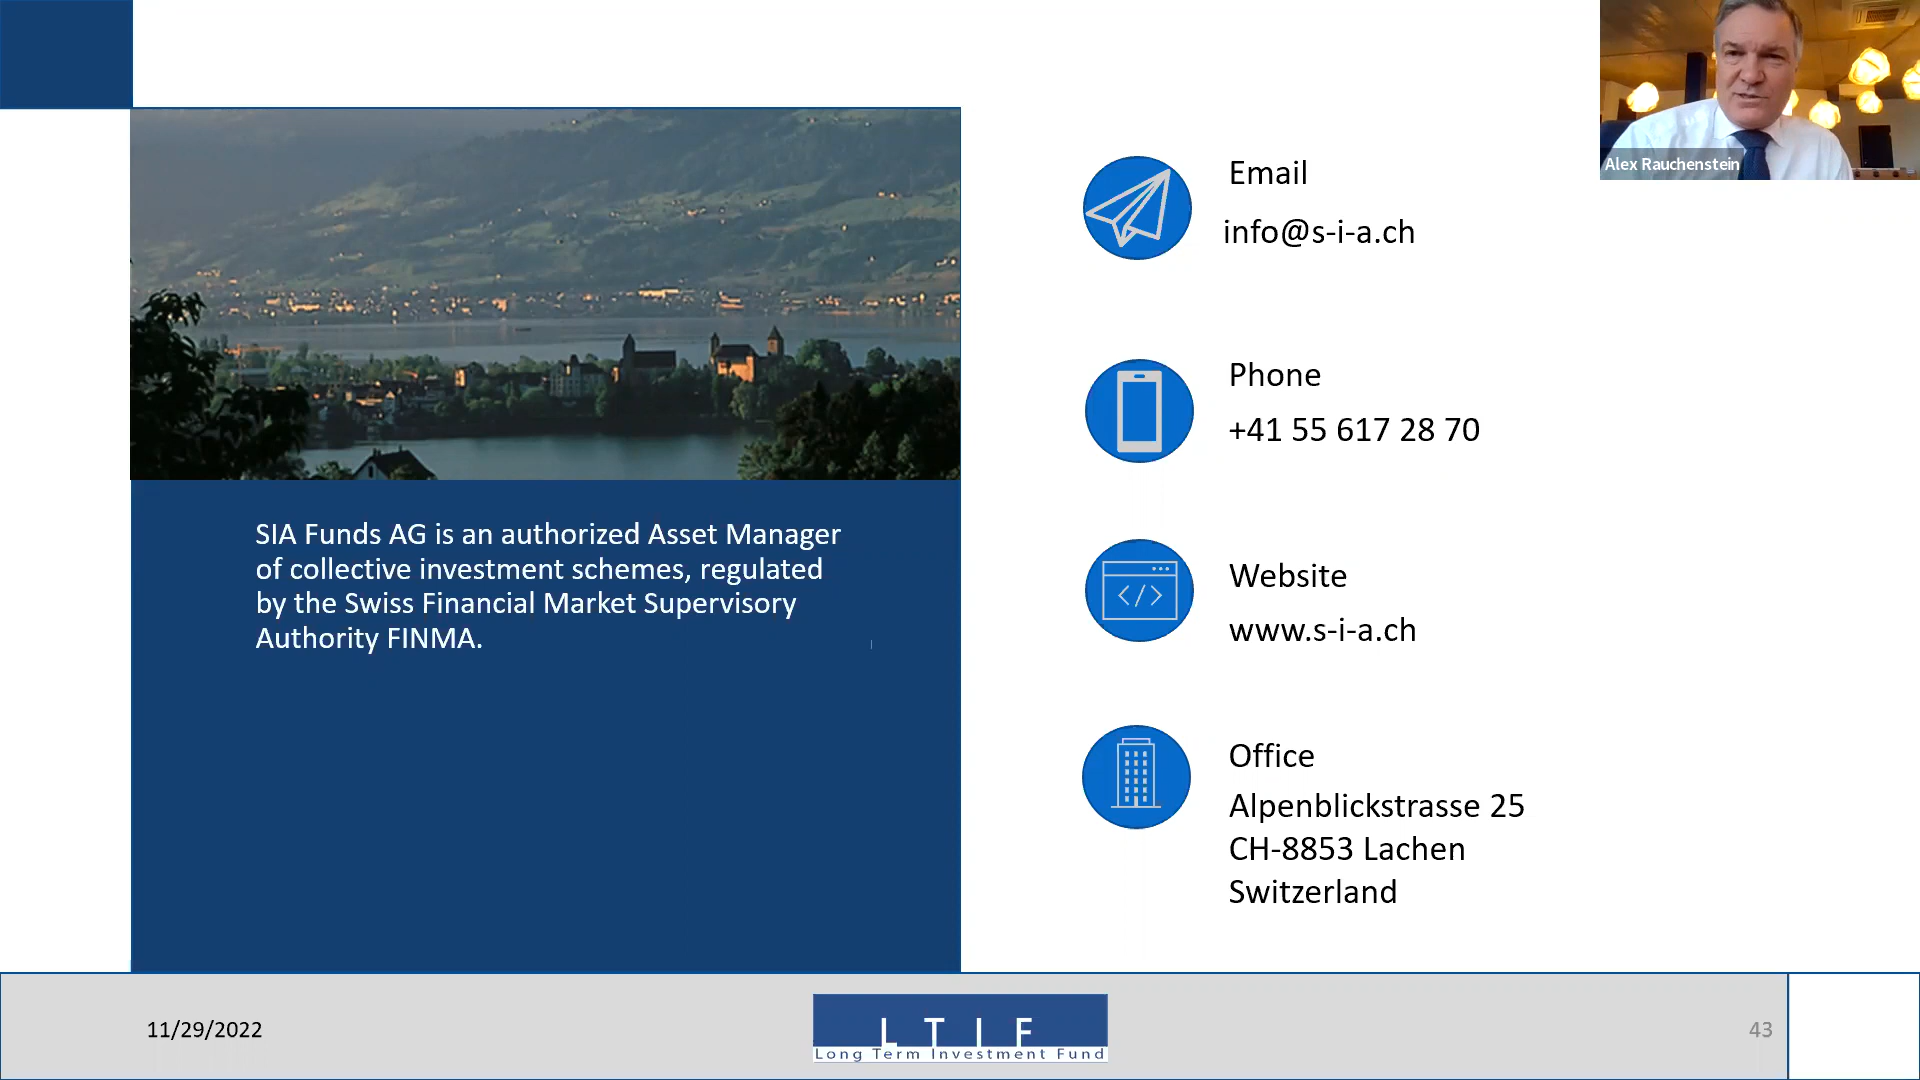 Alex Rauchenstein
Email
info@s-i-a.ch
Phone
+41 55 617 28 70
Website
www.s-i-a.ch
Office
Alpenblickstrasse 25
CH-8853 Lachen
Switzerland
SIA Funds AG is an authorized Asset Manager
of collective investment schemes, regulated
by the Swiss Financial Market Supervisory
Authority FINMA.
11/29/2022
LTIF
Long Term Investment Fund
43